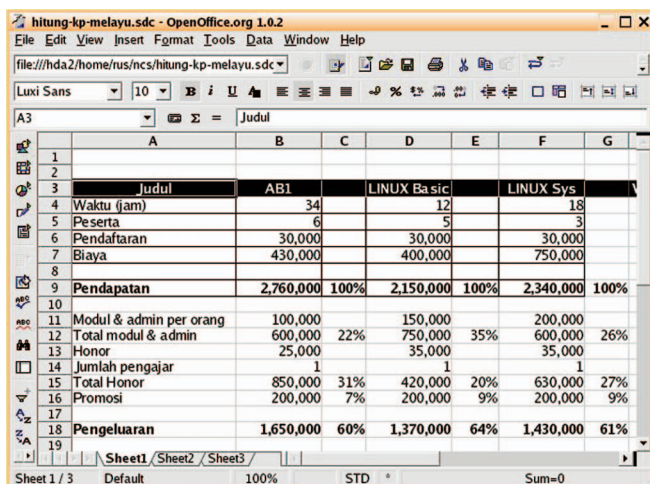 hitung-kp-melayu.sdc - OpenOffice.org 1.0.2
File Edit View Insert Format Tools Data Window Help
file:///hda2/home/rus/ncs/hitung-kp-melayu.sdc
Luxi Sans 10 B i U A
A3 Σ = Judul
A B C D E F G
1
2
3 Judul AB1 LINUX Basic LINUX Sys
4 Waktu (jam) 34 12 18
5 Peserta 6 5 3
6 Pendaftaran 30,000 30,000 30,000
7 Biaya 430,000 400,000 750,000
8
9 Pendapatan 2,760,000 100% 2,150,000 100% 2,340,000 100%
10
11 Modul & admin per orang 100,000 150,000 200,000
12 Total modul & admin 600,000 22% 750,000 35% 600,000 26%
13 Honor 25,000 35,000 35,000
14 Jumlah pengajar 1 1 1
15 Total Honor 850,000 31% 420,000 20% 630,000 27%
16 Promosi 200,000 7% 200,000 9% 200,000 9%
17
18 Pengeluaran 1,650,000 60% 1,370,000 64% 1,430,000 61%
19
Sheet1 Sheet2 Sheet3
Sheet 1 / 3 Default 100% STD * Sum=0